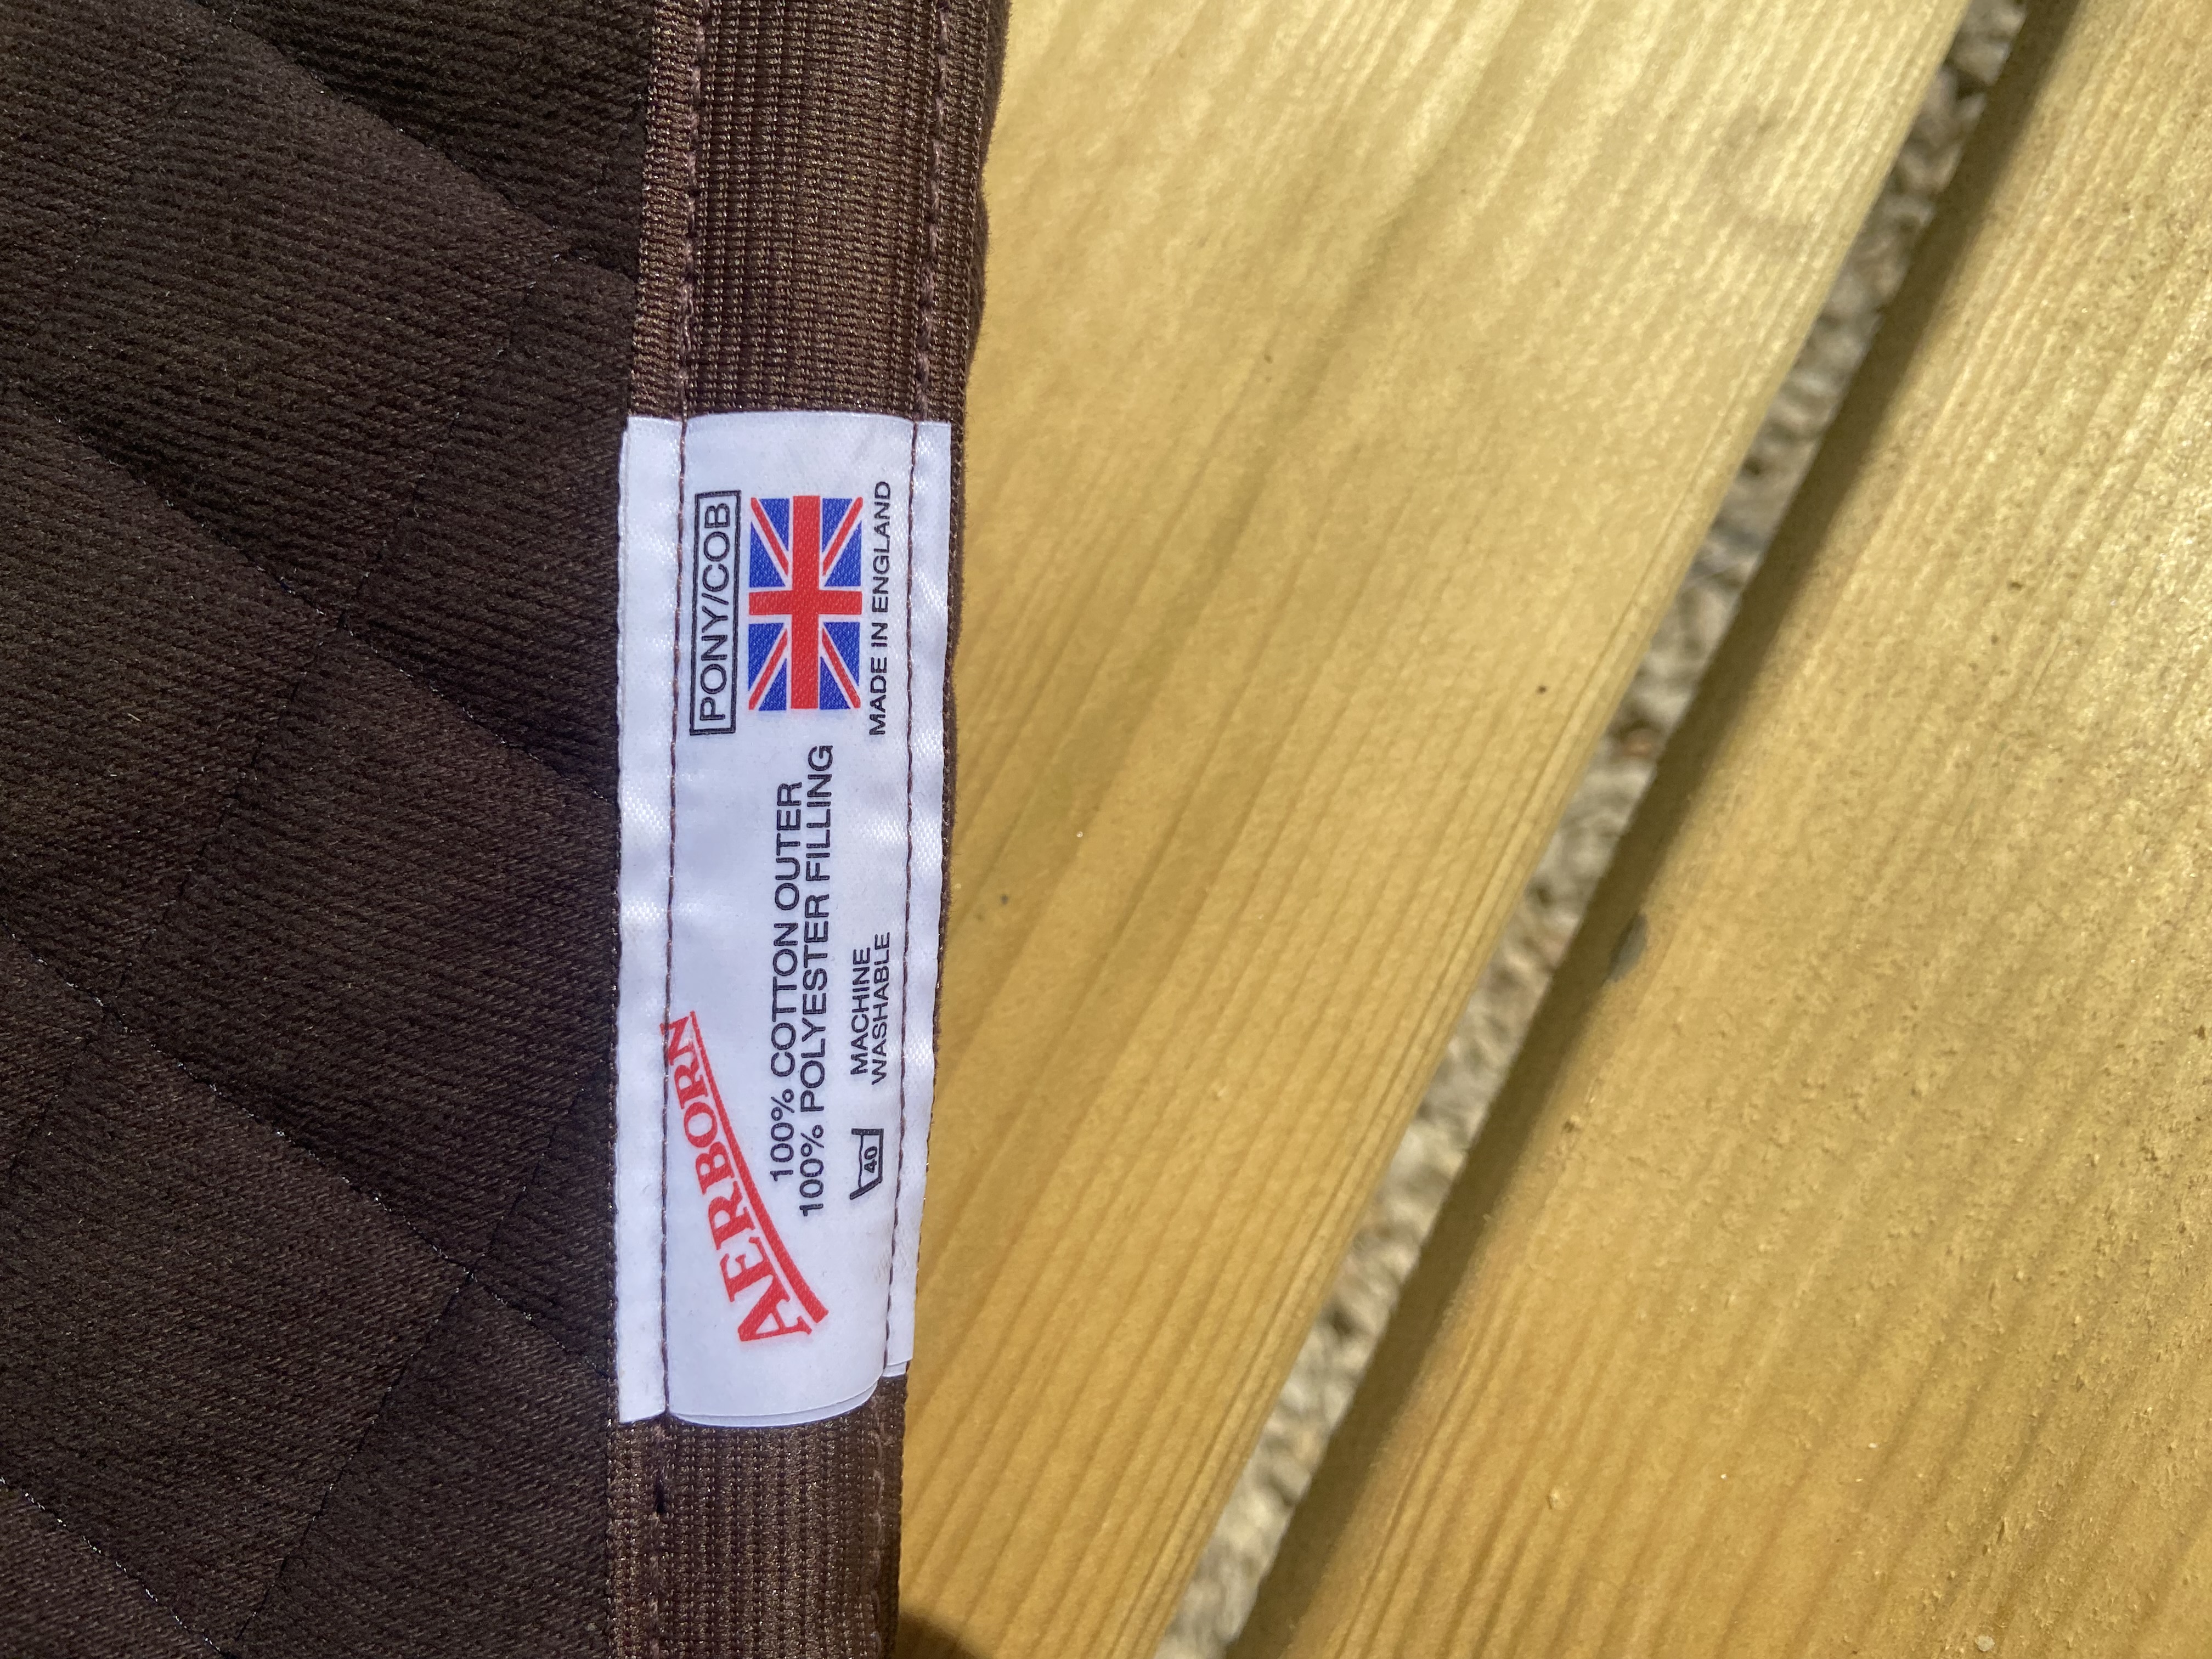 AERBORN
100% COTTON OUTER
100% POLYESTER FILLING
40
MACHINE
WASHABLE
PONY/COB
MADE IN ENGLAND